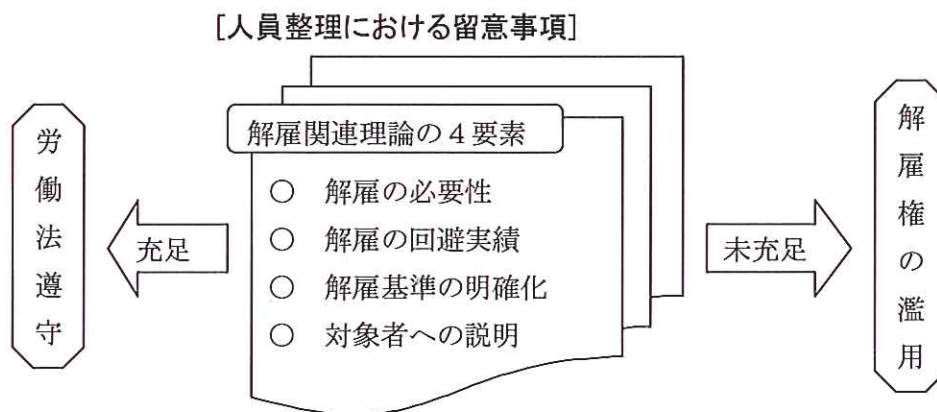 [人員整理における留意事項]
労働法遵守
充足
解雇関連理論の4要素
○ 解雇の必要性
○ 解雇の回避実績
○ 解雇基準の明確化
○ 対象者への説明
未充足
解雇権の濫用